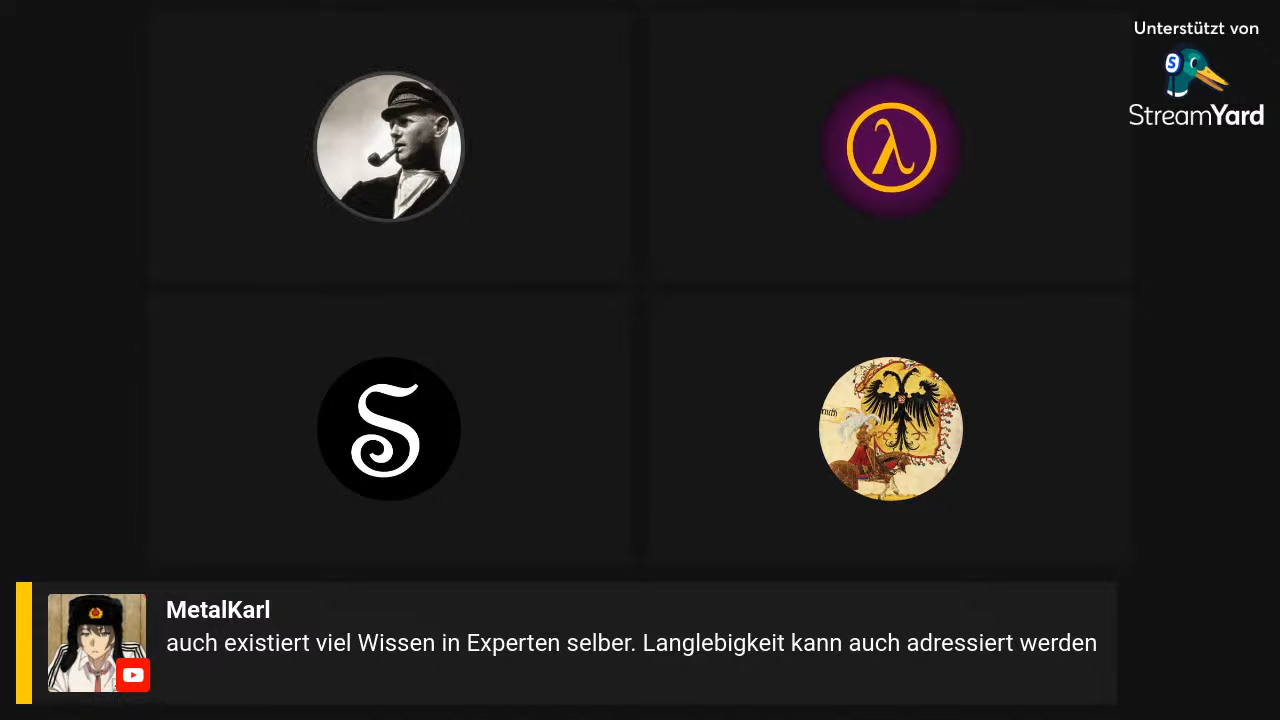 Unterstützt von
StreamYard
MetalKarl
auch existiert viel Wissen in Experten selber. Langlebigkeit kann auch adressiert werden